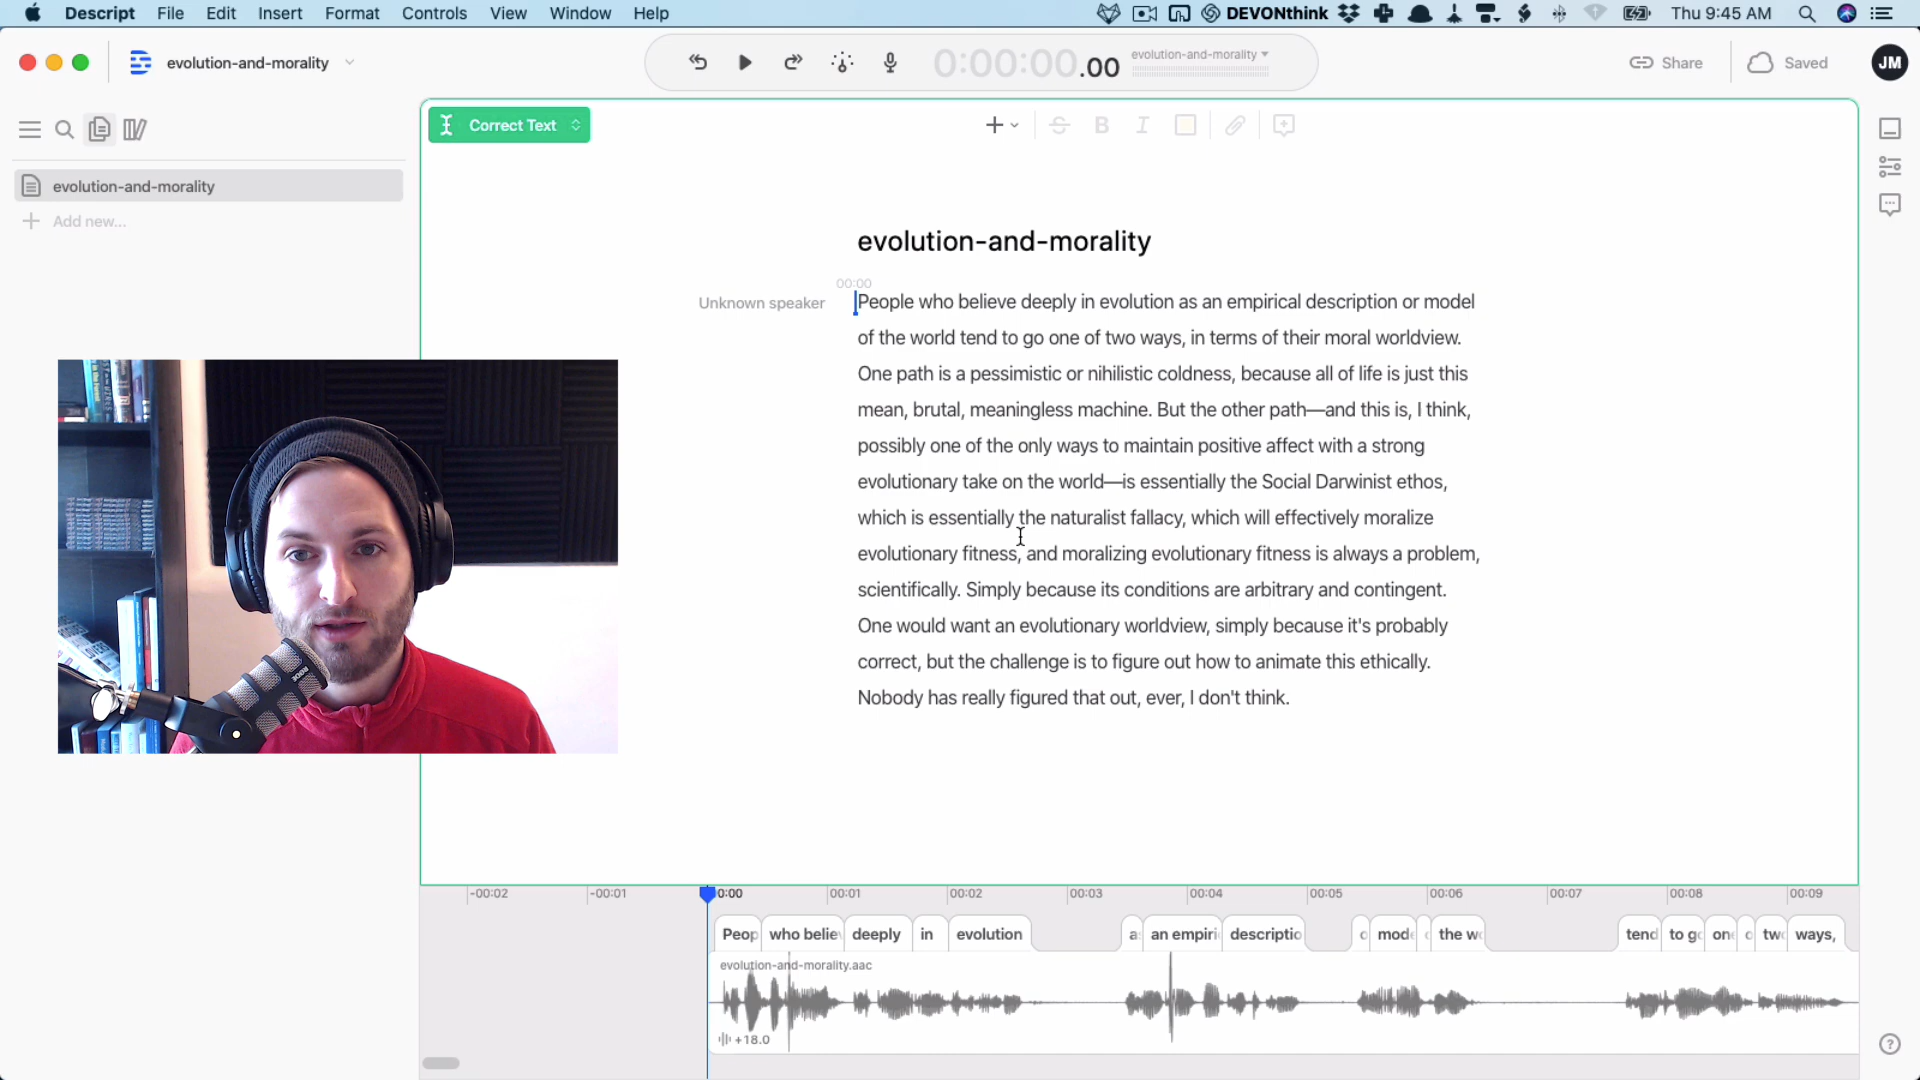 Descript File Edit Insert Format Controls View Window Help DEVONthink Thu 9:45 AM
evolution-and-morality 0:00:00.00 evolution-and-morality Share Saved JM
Correct Text
evolution-and-morality
Add new...
evolution-and-morality
00:00
Unknown speaker
People who believe deeply in evolution as an empirical description or model
of the world tend to go one of two ways, in terms of their moral worldview.
One path is a pessimistic or nihilistic coldness, because all of life is just this
mean, brutal, meaningless machine. But the other path—and this is, I think,
possibly one of the only ways to maintain positive affect with a strong
evolutionary take on the world—is essentially the Social Darwinist ethos,
which is essentially the naturalist fallacy, which will effectively moralize
evolutionary fitness, and moralizing evolutionary fitness is always a problem,
scientifically. Simply because its conditions are arbitrary and contingent.
One would want an evolutionary worldview, simply because it's probably
correct, but the challenge is to figure out how to animate this ethically.
Nobody has really figured that out, ever, I don't think.
-00:02 -00:01 0:00 00:01 00:02 00:03 00:04 00:05 00:06 00:07 00:08 00:09
Peop who believ deeply in evolution a an empiri descriptio o mode the wo tend to go one o two ways,
evolution-and-morality.aac
+18.0